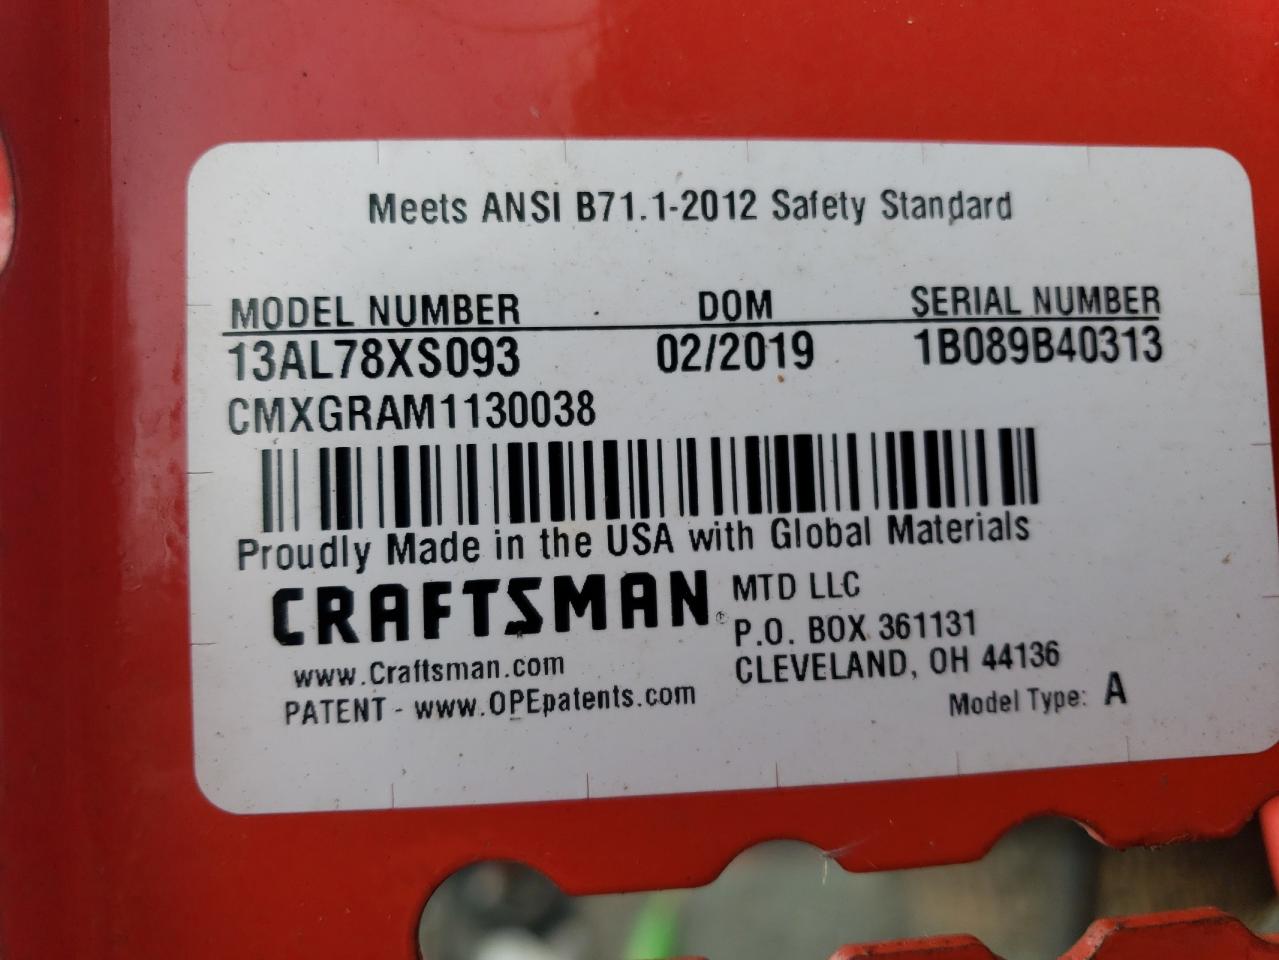 Meets ANSI B71.1-2012 Safety Standard
MODEL NUMBER DOM SERIAL NUMBER
13AL78XS093 02/2019 1B089B40313
CMXGRAM1130038
Proudly Made in the USA with Global Materials
CRAFTSMAN®
MTD LLC
P.O. BOX 361131
CLEVELAND, OH 44136
www.Craftsman.com
PATENT - www.OPEpatents.com
Model Type: A